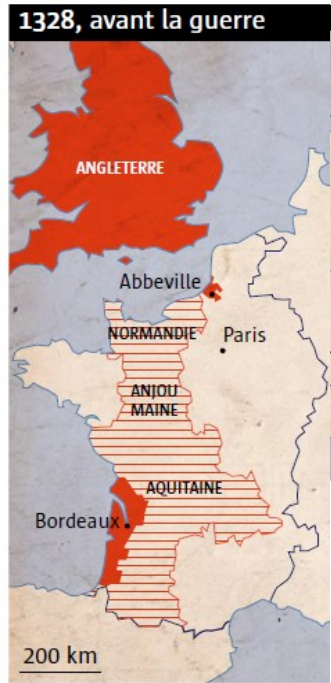 1328, avant la guerre
ANGLETERRE
Abbeville
NORMANDIE
Paris
ANJOU
MAINE
AQUITAINE
Bordeaux
200 km